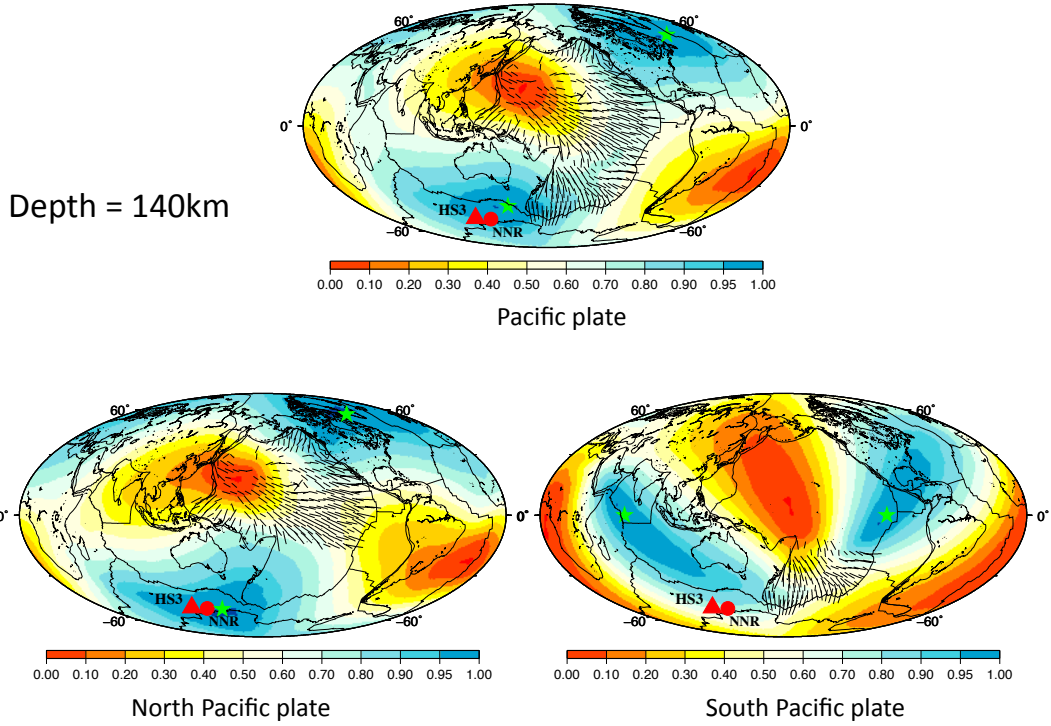 60˚ 60˚
0˚ 0˚
Depth = 140km
HS3
NNR
−60 −60
0.00 0.10 0.20 0.30 0.40 0.50 0.60 0.70 0.80 0.90 0.95 1.00
Pacific plate
60˚ 60˚ 60˚ 60˚
0˚ 0˚ 0˚ 0˚
HS3 HS3
NNR NNR
−60 −60 −60 −60
0.00 0.10 0.20 0.30 0.40 0.50 0.60 0.70 0.80 0.90 0.95 1.00 0.00 0.10 0.20 0.30 0.40 0.50 0.60 0.70 0.80 0.90 0.95 1.00
North Pacific plate South Pacific plate